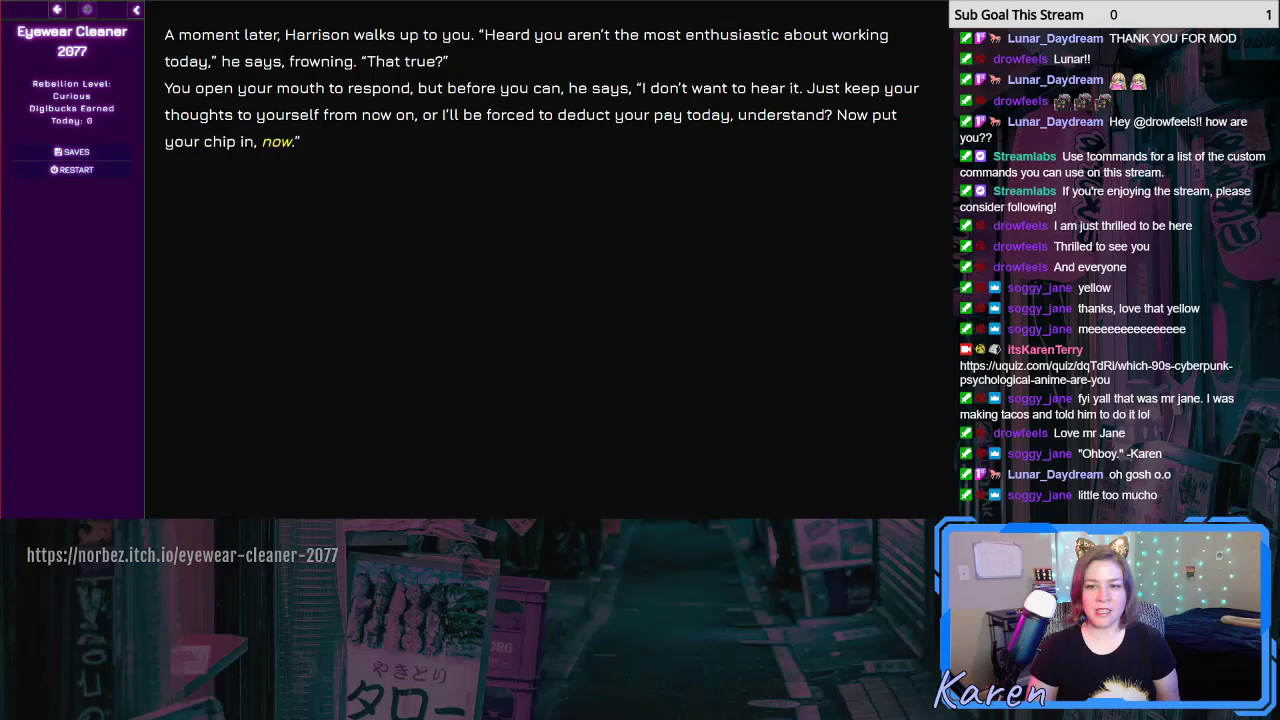 Eyewear Cleaner
2077
Rebellion Level:
Curious
Digibucks Earned
Today: 0
SAVES
RESTART
A moment later, Harrison walks up to you. “Heard you aren’t the most enthusiastic about working
today,” he says, frowning. “That true?”
You open your mouth to respond, but before you can, he says, “I don’t want to hear it. Just keep your
thoughts to yourself from now on, or I’ll be forced to deduct your pay today, understand? Now put
your chip in, now.”
https://norbez.itch.io/eyewear-cleaner-2077
やきとり
タロー
Sub Goal This Stream 0 1
Lunar_Daydream THANK YOU FOR MOD
drowfeels Lunar!!
Lunar_Daydream
drowfeels
Lunar_Daydream Hey @drowfeels!! how are
you??
Streamlabs Use !commands for a list of the custom
commands you can use on this stream.
Streamlabs If you're enjoying the stream, please
consider following!
drowfeels I am just thrilled to be here
drowfeels Thrilled to see you
drowfeels And everyone
soggy_jane yellow
soggy_jane thanks, love that yellow
soggy_jane meeeeeeeeeeeeeee
itsKarenTerry
https://uquiz.com/quiz/dqTdRi/which-90s-cyberpunk-
psychological-anime-are-you
soggy_jane fyi yall that was mr jane. I was
making tacos and told him to do it lol
drowfeels Love mr Jane
soggy_jane "Ohboy." -Karen
Lunar_Daydream oh gosh o.o
soggy_jane little too mucho
Karen